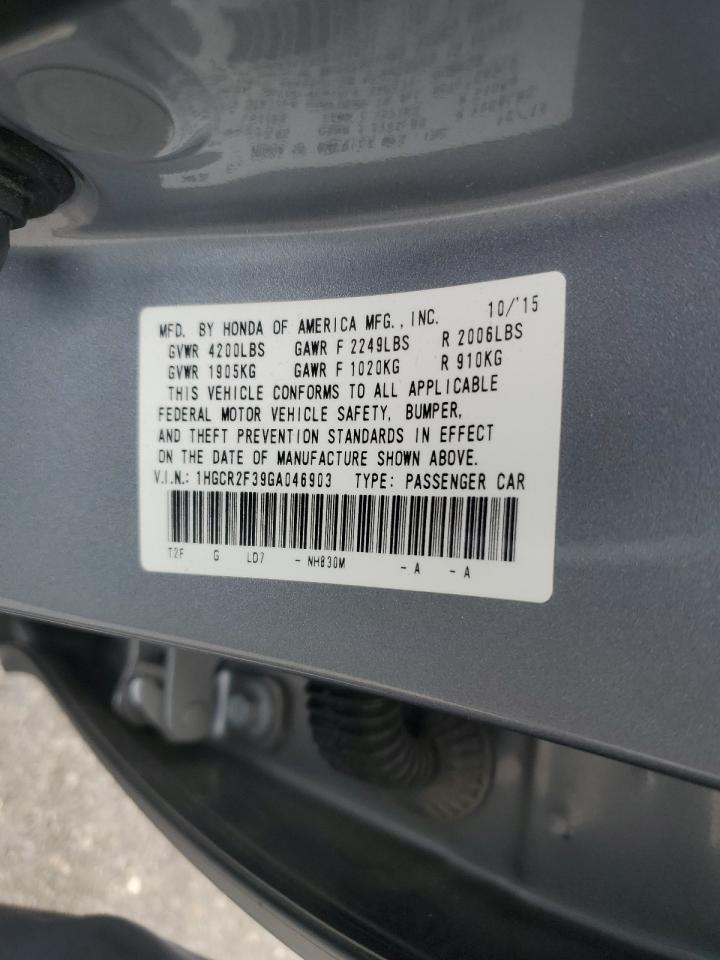 MFD. BY HONDA OF AMERICA MFG., INC. 10/'15
GVWR 4200LBS GAWR F 2249LBS R 2006LBS
GVWR 1905KG GAWR F 1020KG R 910KG
THIS VEHICLE CONFORMS TO ALL APPLICABLE
FEDERAL MOTOR VEHICLE SAFETY, BUMPER,
AND THEFT PREVENTION STANDARDS IN EFFECT
ON THE DATE OF MANUFACTURE SHOWN ABOVE.
V.I.N.: 1HGCR2F39GA046903 TYPE: PASSENGER CAR
T2F G LD7 - NH830M - A - A